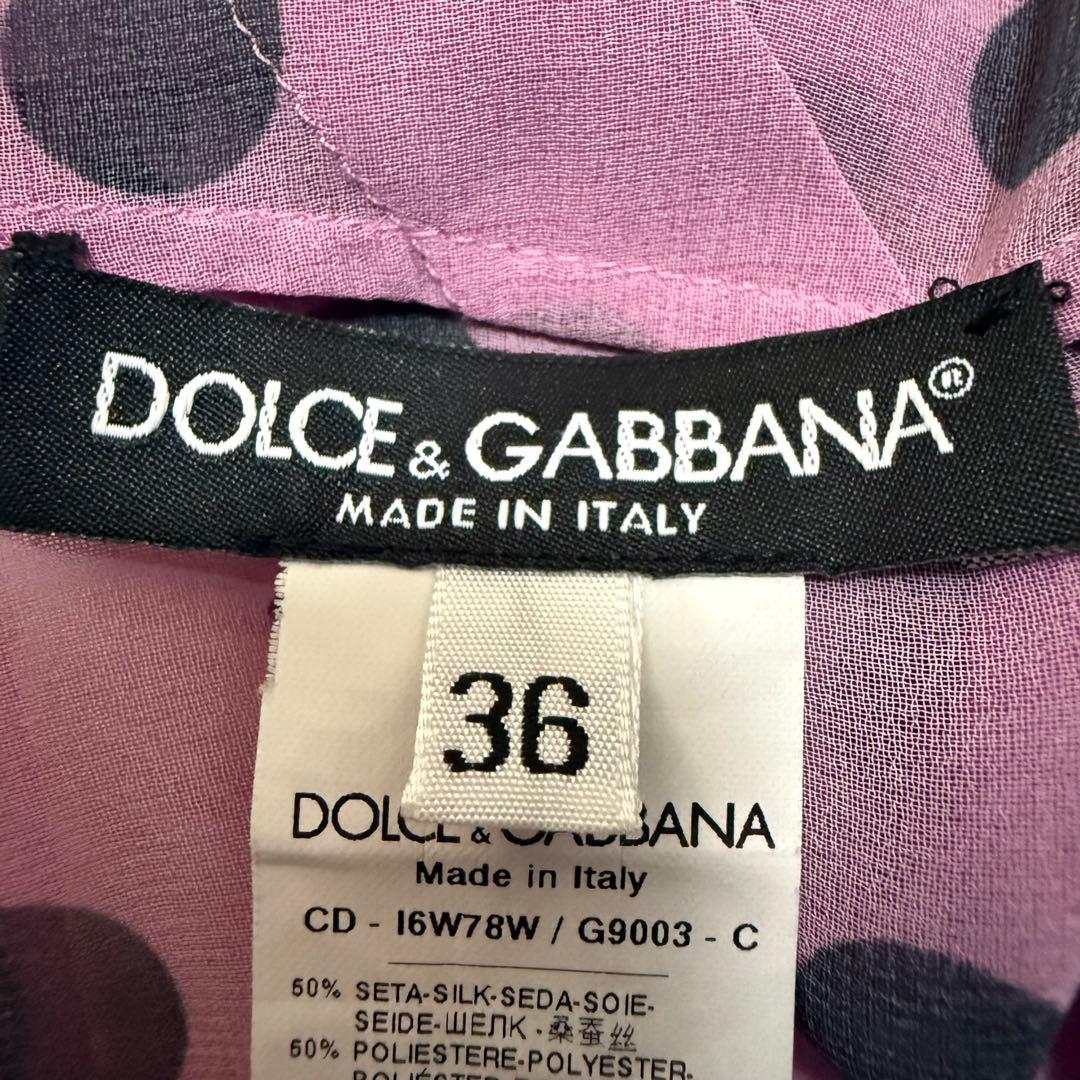 DOLCE & GABBANA®
MADE IN ITALY
36
DOLCE & GABBANA
Made in Italy
CD - I6W78W / G9003 - C
50% SETA-SILK-SEDA-SOIE-
SEIDE-ШЕЛК - 桑蚕丝
50% POLIESTERE-POLYESTER-